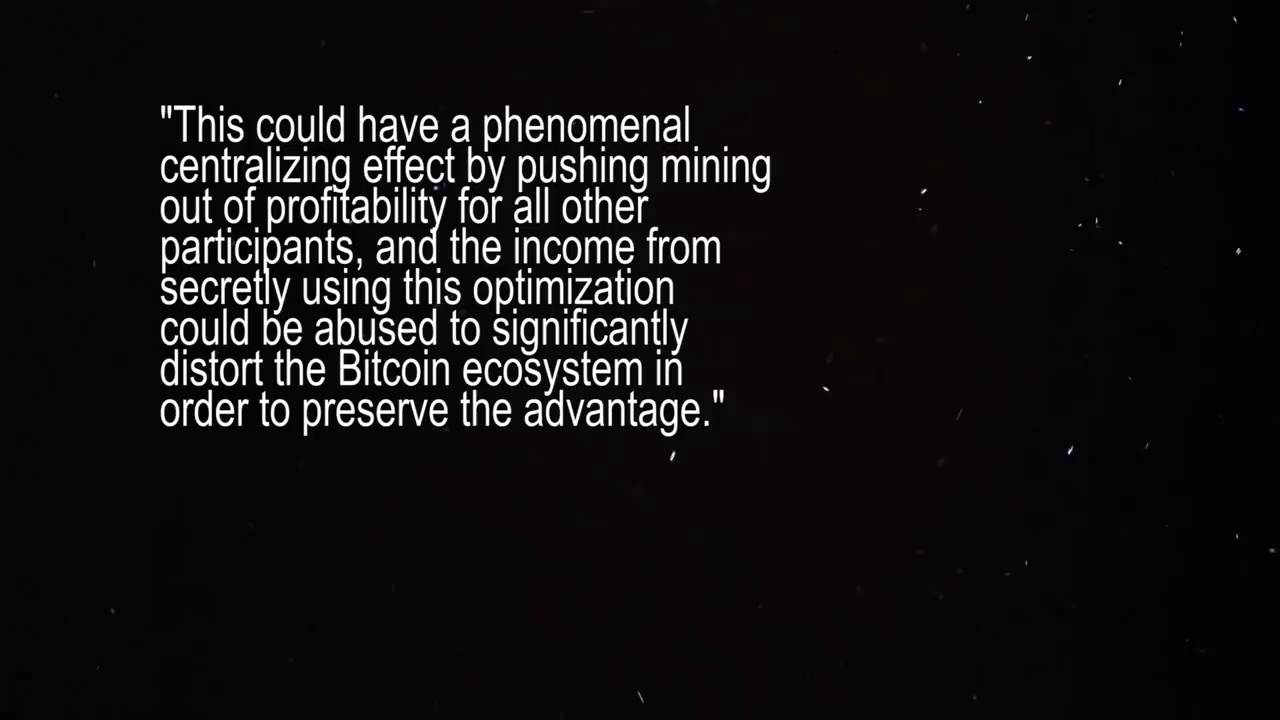 "This could have a phenomenal
centralizing effect by pushing mining
out of profitability for all other
participants, and the income from
secretly using this optimization
could be abused to significantly
distort the Bitcoin ecosystem in
order to preserve the advantage."